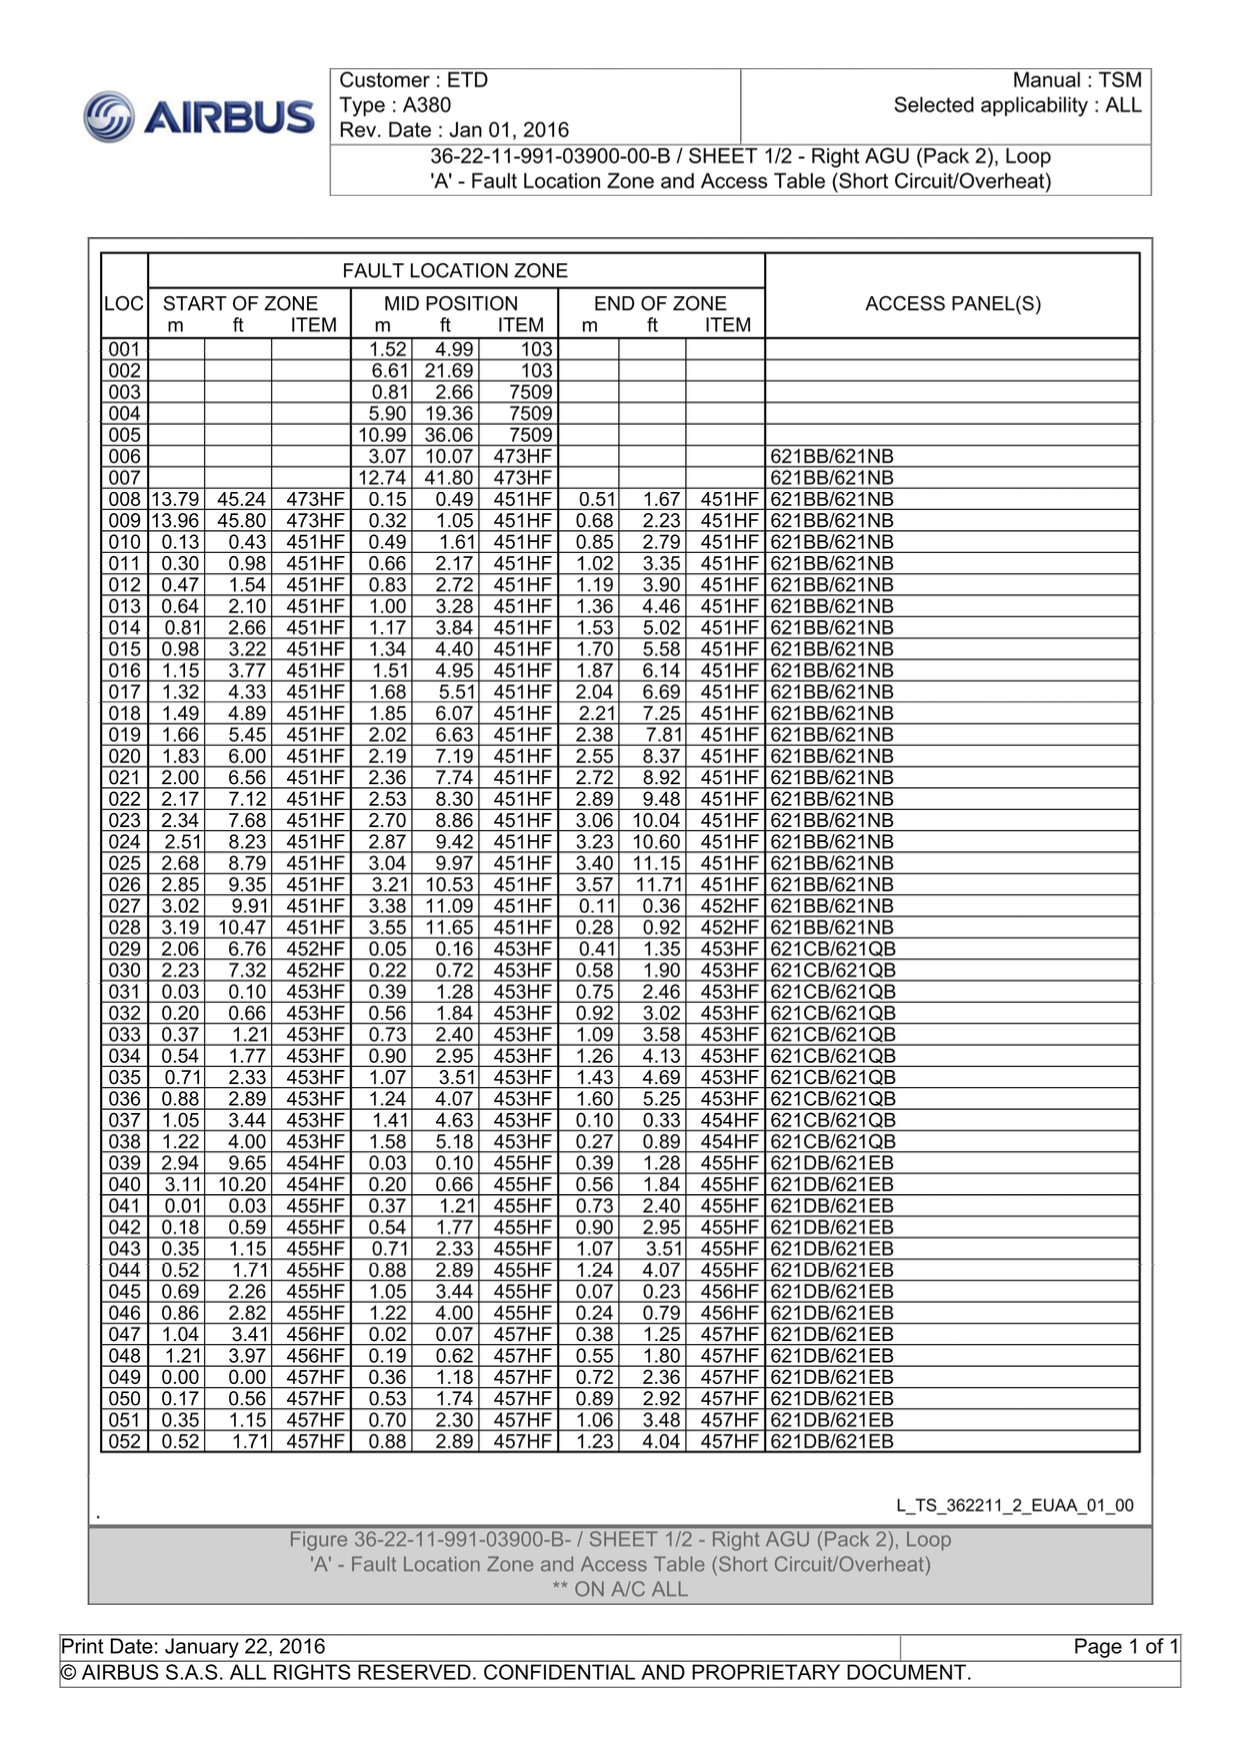 AIRBUS
Customer : ETD
Type : A380
Rev. Date : Jan 01, 2016
Manual : TSM
Selected applicability : ALL
36-22-11-991-03900-00-B / SHEET 1/2 - Right AGU (Pack 2), Loop
'A' - Fault Location Zone and Access Table (Short Circuit/Overheat)
FAULT LOCATION ZONE
LOC START OF ZONE MID POSITION END OF ZONE ACCESS PANEL(S)
m ft ITEM m ft ITEM m ft ITEM
001 1.52 4.99 103
002 6.61 21.69 103
003 0.81 2.66 7509
004 5.90 19.36 7509
005 10.99 36.06 7509
006 3.07 10.07 473HF 621BB/621NB
007 12.74 41.80 473HF 621BB/621NB
008 13.79 45.24 473HF 0.15 0.49 451HF 0.51 1.67 451HF 621BB/621NB
009 13.96 45.80 473HF 0.32 1.05 451HF 0.68 2.23 451HF 621BB/621NB
010 0.13 0.43 451HF 0.49 1.61 451HF 0.85 2.79 451HF 621BB/621NB
011 0.30 0.98 451HF 0.66 2.17 451HF 1.02 3.35 451HF 621BB/621NB
012 0.47 1.54 451HF 0.83 2.72 451HF 1.19 3.90 451HF 621BB/621NB
013 0.64 2.10 451HF 1.00 3.28 451HF 1.36 4.46 451HF 621BB/621NB
014 0.81 2.66 451HF 1.17 3.84 451HF 1.53 5.02 451HF 621BB/621NB
015 0.98 3.22 451HF 1.34 4.40 451HF 1.70 5.58 451HF 621BB/621NB
016 1.15 3.77 451HF 1.51 4.95 451HF 1.87 6.14 451HF 621BB/621NB
017 1.32 4.33 451HF 1.68 5.51 451HF 2.04 6.69 451HF 621BB/621NB
018 1.49 4.89 451HF 1.85 6.07 451HF 2.21 7.25 451HF 621BB/621NB
019 1.66 5.45 451HF 2.02 6.63 451HF 2.38 7.81 451HF 621BB/621NB
020 1.83 6.00 451HF 2.19 7.19 451HF 2.55 8.37 451HF 621BB/621NB
021 2.00 6.56 451HF 2.36 7.74 451HF 2.72 8.92 451HF 621BB/621NB
022 2.17 7.12 451HF 2.53 8.30 451HF 2.89 9.48 451HF 621BB/621NB
023 2.34 7.68 451HF 2.70 8.86 451HF 3.06 10.04 451HF 621BB/621NB
024 2.51 8.23 451HF 2.87 9.42 451HF 3.23 10.60 451HF 621BB/621NB
025 2.68 8.79 451HF 3.04 9.97 451HF 3.40 11.15 451HF 621BB/621NB
026 2.85 9.35 451HF 3.21 10.53 451HF 3.57 11.71 451HF 621BB/621NB
027 3.02 9.91 451HF 3.38 11.09 451HF 0.11 0.36 452HF 621BB/621NB
028 3.19 10.47 451HF 3.55 11.65 451HF 0.28 0.92 452HF 621BB/621NB
029 2.06 6.76 452HF 0.05 0.16 453HF 0.41 1.35 453HF 621CB/621QB
030 2.23 7.32 452HF 0.22 0.72 453HF 0.58 1.90 453HF 621CB/621QB
031 0.03 0.10 453HF 0.39 1.28 453HF 0.75 2.46 453HF 621CB/621QB
032 0.20 0.66 453HF 0.56 1.84 453HF 0.92 3.02 453HF 621CB/621QB
033 0.37 1.21 453HF 0.73 2.40 453HF 1.09 3.58 453HF 621CB/621QB
034 0.54 1.77 453HF 0.90 2.95 453HF 1.26 4.13 453HF 621CB/621QB
035 0.71 2.33 453HF 1.07 3.51 453HF 1.43 4.69 453HF 621CB/621QB
036 0.88 2.89 453HF 1.24 4.07 453HF 1.60 5.25 453HF 621CB/621QB
037 1.05 3.44 453HF 1.41 4.63 453HF 0.10 0.33 454HF 621CB/621QB
038 1.22 4.00 453HF 1.58 5.18 453HF 0.27 0.89 454HF 621CB/621QB
039 2.94 9.65 454HF 0.03 0.10 455HF 0.39 1.28 455HF 621DB/621EB
040 3.11 10.20 454HF 0.20 0.66 455HF 0.56 1.84 455HF 621DB/621EB
041 0.01 0.03 455HF 0.37 1.21 455HF 0.73 2.40 455HF 621DB/621EB
042 0.18 0.59 455HF 0.54 1.77 455HF 0.90 2.95 455HF 621DB/621EB
043 0.35 1.15 455HF 0.71 2.33 455HF 1.07 3.51 455HF 621DB/621EB
044 0.52 1.71 455HF 0.88 2.89 455HF 1.24 4.07 455HF 621DB/621EB
045 0.69 2.26 455HF 1.05 3.44 455HF 0.07 0.23 456HF 621DB/621EB
046 0.86 2.82 455HF 1.22 4.00 455HF 0.24 0.79 456HF 621DB/621EB
047 1.04 3.41 456HF 0.02 0.07 457HF 0.38 1.25 457HF 621DB/621EB
048 1.21 3.97 456HF 0.19 0.62 457HF 0.55 1.80 457HF 621DB/621EB
049 0.00 0.00 457HF 0.36 1.18 457HF 0.72 2.36 457HF 621DB/621EB
050 0.17 0.56 457HF 0.53 1.74 457HF 0.89 2.92 457HF 621DB/621EB
051 0.35 1.15 457HF 0.70 2.30 457HF 1.06 3.48 457HF 621DB/621EB
052 0.52 1.71 457HF 0.88 2.89 457HF 1.23 4.04 457HF 621DB/621EB
L_TS_362211_2_EUAA_01_00
.
Figure 36-22-11-991-03900-B- / SHEET 1/2 - Right AGU (Pack 2), Loop
'A' - Fault Location Zone and Access Table (Short Circuit/Overheat)
** ON A/C ALL
Print Date: January 22, 2016
Page 1 of 1
© AIRBUS S.A.S. ALL RIGHTS RESERVED. CONFIDENTIAL AND PROPRIETARY DOCUMENT.